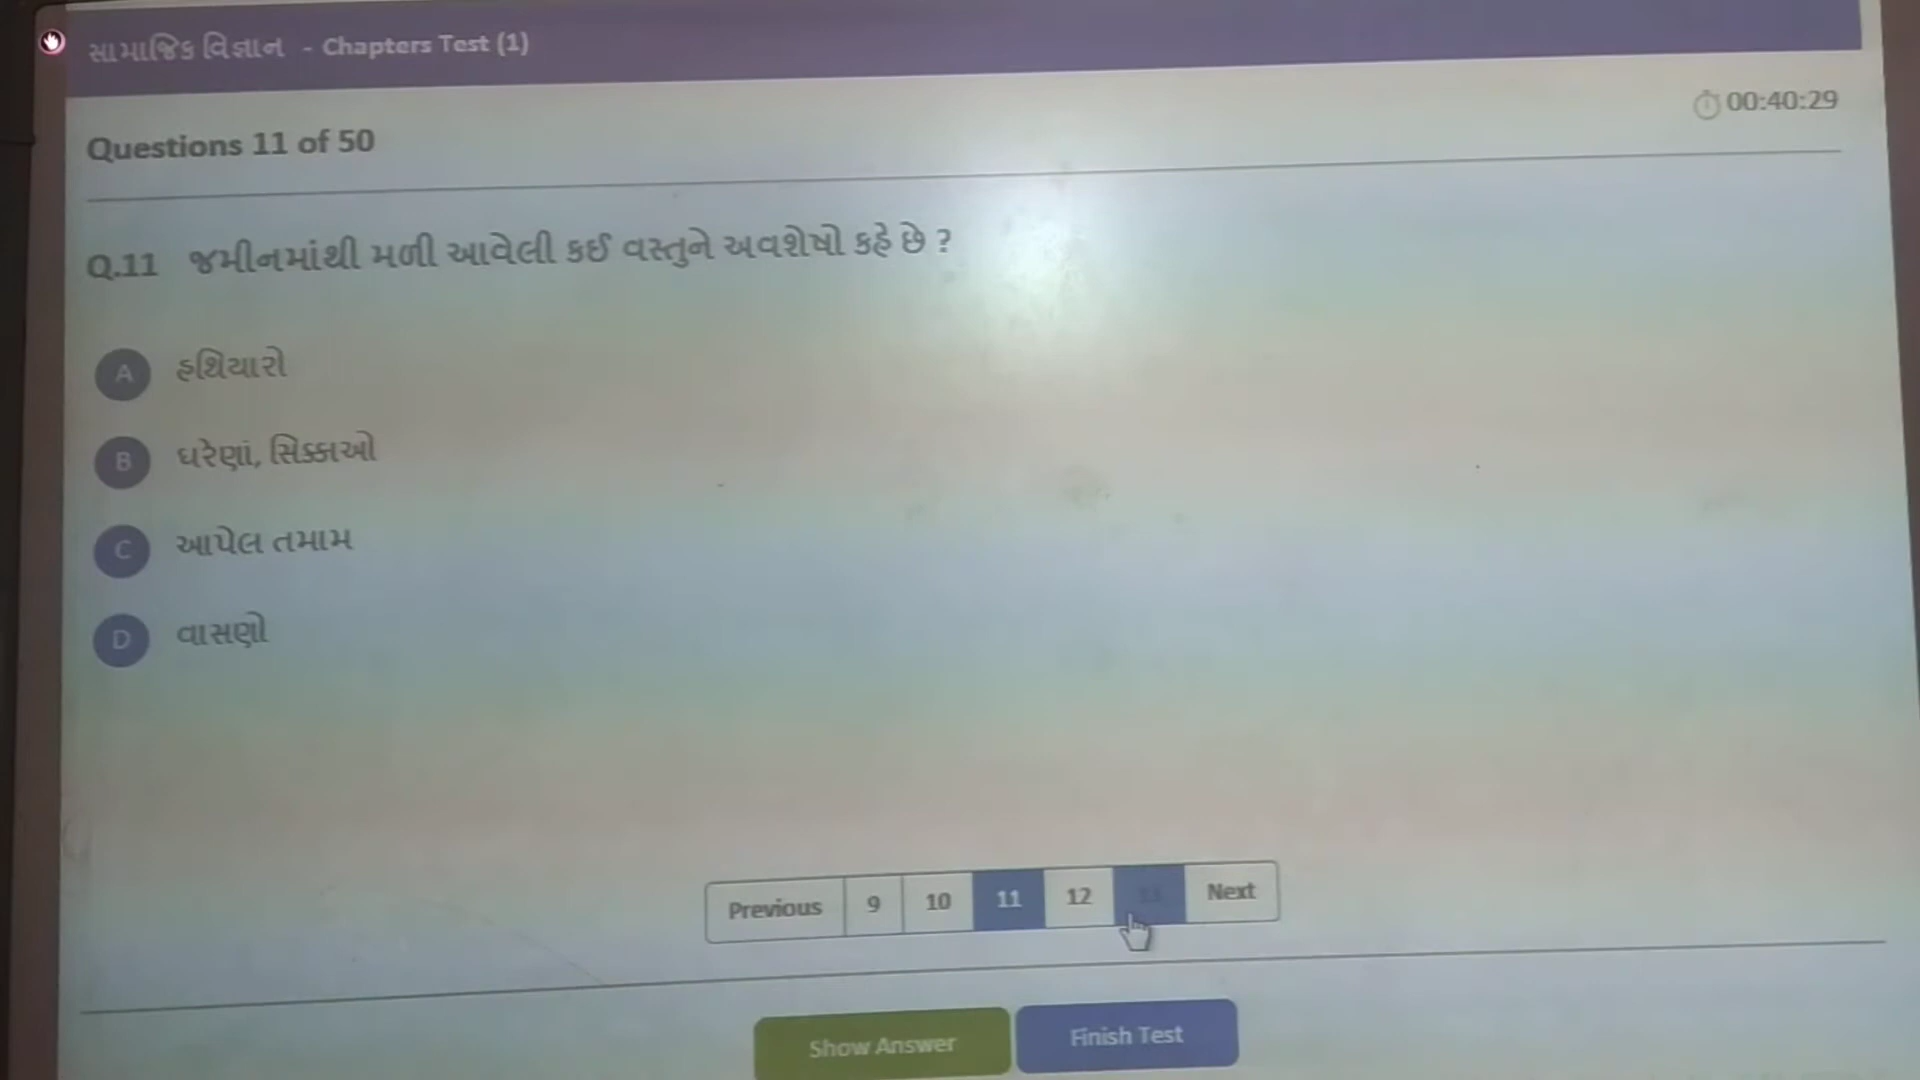 સામાજિક વિજ્ઞાન - Chapters Test (1)
00:40:29
Questions 11 of 50
Q.11 જમીનમાંથી મળી આવેલી કઈ વસ્તુને અવશેષો કહે છે ?
A હથિયારો
B ઘરેણાં, સિક્કાઓ
C આપેલ તમામ
D વાસણો
Previous 9 10 11 12 13 Next
Show Answer Finish Test